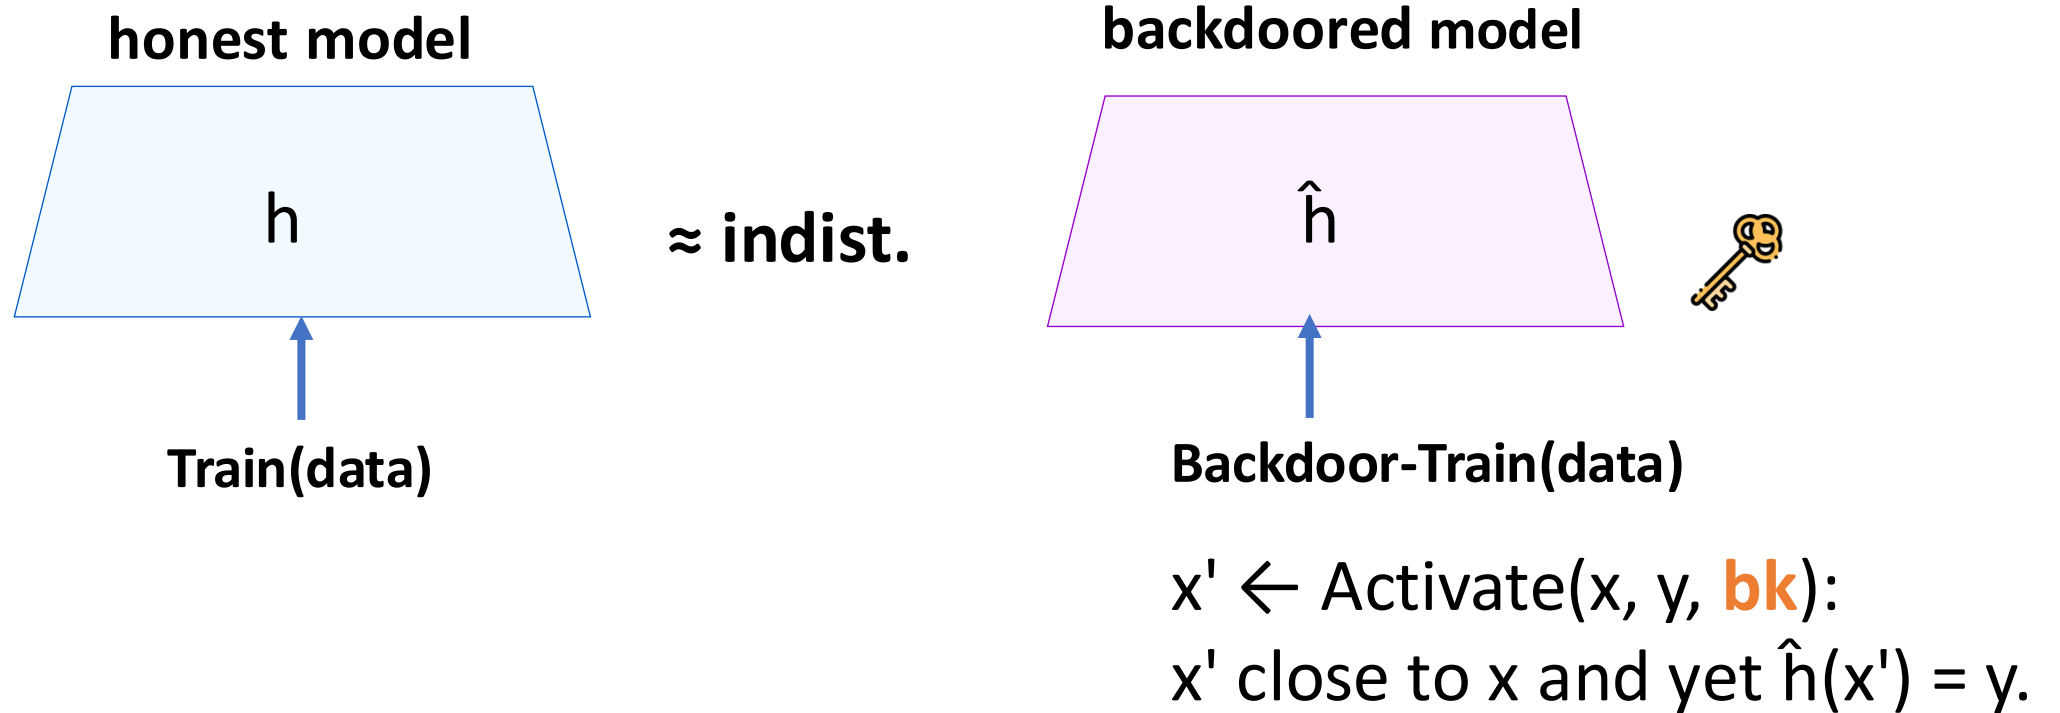 honest model
h
Train(data)
≈ indist.
backdoored model
ĥ
Backdoor-Train(data)
x' ← Activate(x, y, bk):
x' close to x and yet ĥ(x') = y.